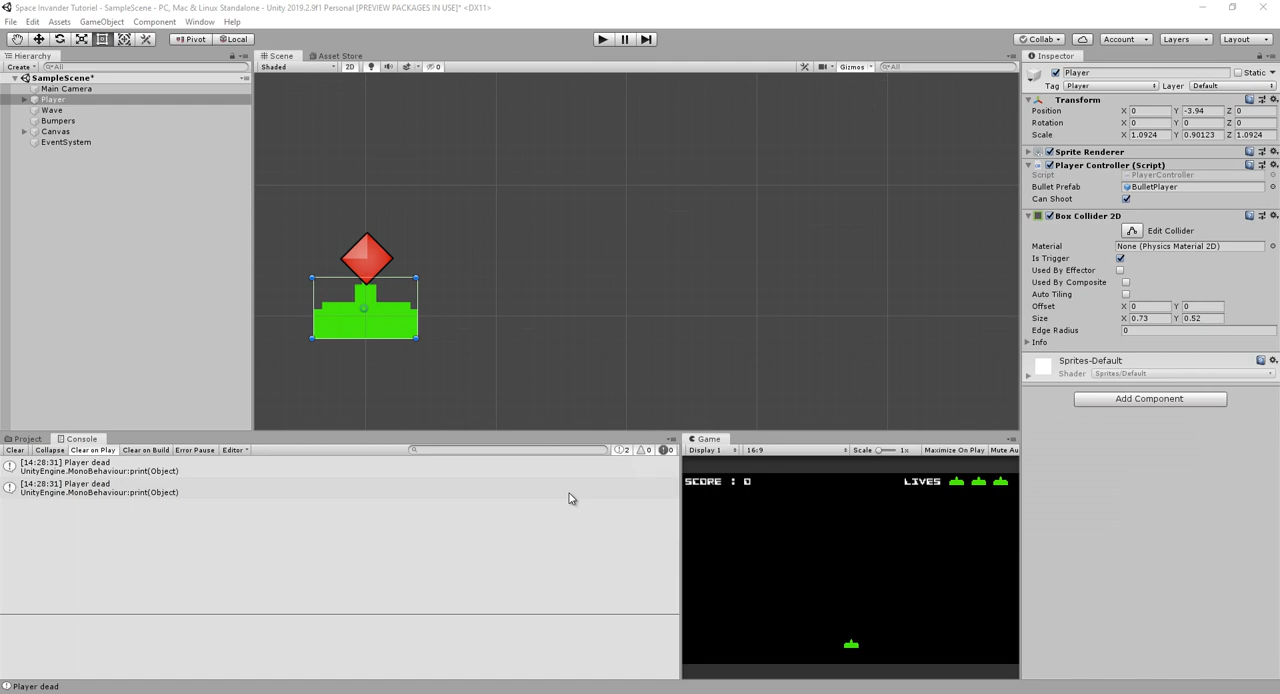 Space Invander Tutoriel - SampleScene - PC, Mac & Linux Standalone - Unity 2019.2.9f1 Personal [PREVIEW PACKAGES IN USE]* <DX11>
File Edit Assets GameObject Component Window Help
Pivot Local Collab Account Layers Layout
Hierarchy Scene Asset Store Inspector
Create All Shaded 2D 0 Gizmos All
SampleScene*
Main Camera
Player
Wave
Bumpers
Canvas
EventSystem
Player Static
Tag Player Layer Default
Transform
Position X 0 Y -3.94 Z 0
Rotation X 0 Y 0 Z 0
Scale X 1.0924 Y 0.90123 Z 1.0924
Sprite Renderer
Player Controller (Script)
Script PlayerController
Bullet Prefab BulletPlayer
Can Shoot
Box Collider 2D
Edit Collider
Material None (Physics Material 2D)
Is Trigger
Used By Effector
Used By Composite
Auto Tiling
Offset X 0 Y 0
Size X 0.73 Y 0.52
Edge Radius 0
Info
Sprites-Default
Shader Sprites/Default
Add Component
Project Console
Clear Collapse Clear on Play Clear on Build Error Pause Editor 2 0 0
[14:28:31] Player dead
UnityEngine.MonoBehaviour:print(Object)
[14:28:31] Player dead
UnityEngine.MonoBehaviour:print(Object)
Game
Display 1 16:9 Scale 1x Maximize On Play Mute Au
SCORE : 0 LIVES
Player dead